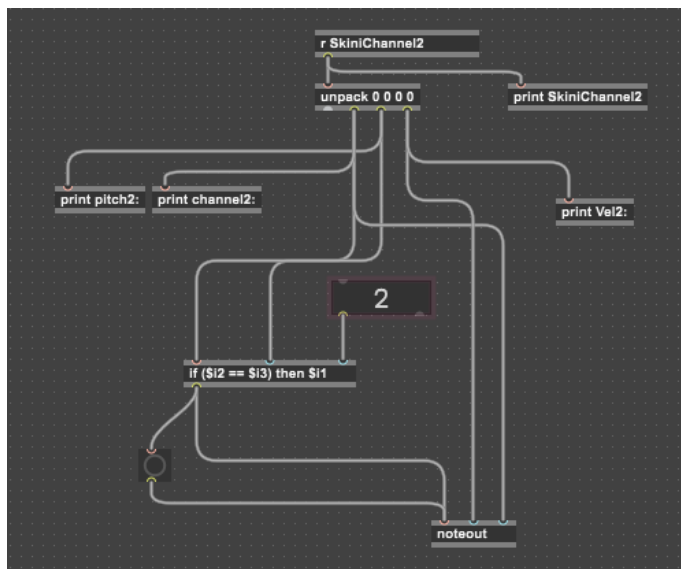 r SkiniChannel2
unpack 0 0 0 0
print SkiniChannel2
print pitch2:
print channel2:
print Vel2:
2
if ($i2 == $i3) then $i1
noteout